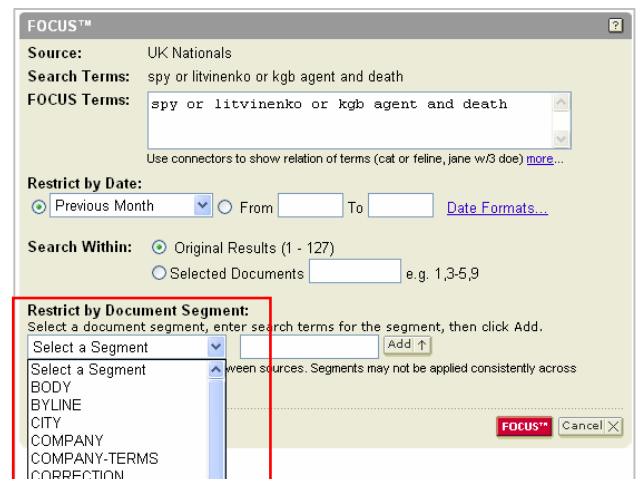 FOCUS™ ?
Source: UK Nationals
Search Terms: spy or litvinenko or kgb agent and death
FOCUS Terms: spy or litvinenko or kgb agent and death
Use connectors to show relation of terms (cat or feline, jane w/3 doe) more...
Restrict by Date:
Previous Month From To Date Formats...
Search Within: Original Results (1 - 127)
Selected Documents e.g. 1,3-5,9
Restrict by Document Segment:
Select a document segment, enter search terms for the segment, then click Add.
Select a Segment Add ↑
Select a Segment ween sources. Segments may not be applied consistently across
BODY
BYLINE
CITY FOCUS™ Cancel X
COMPANY
COMPANY-TERMS
CORRECTION